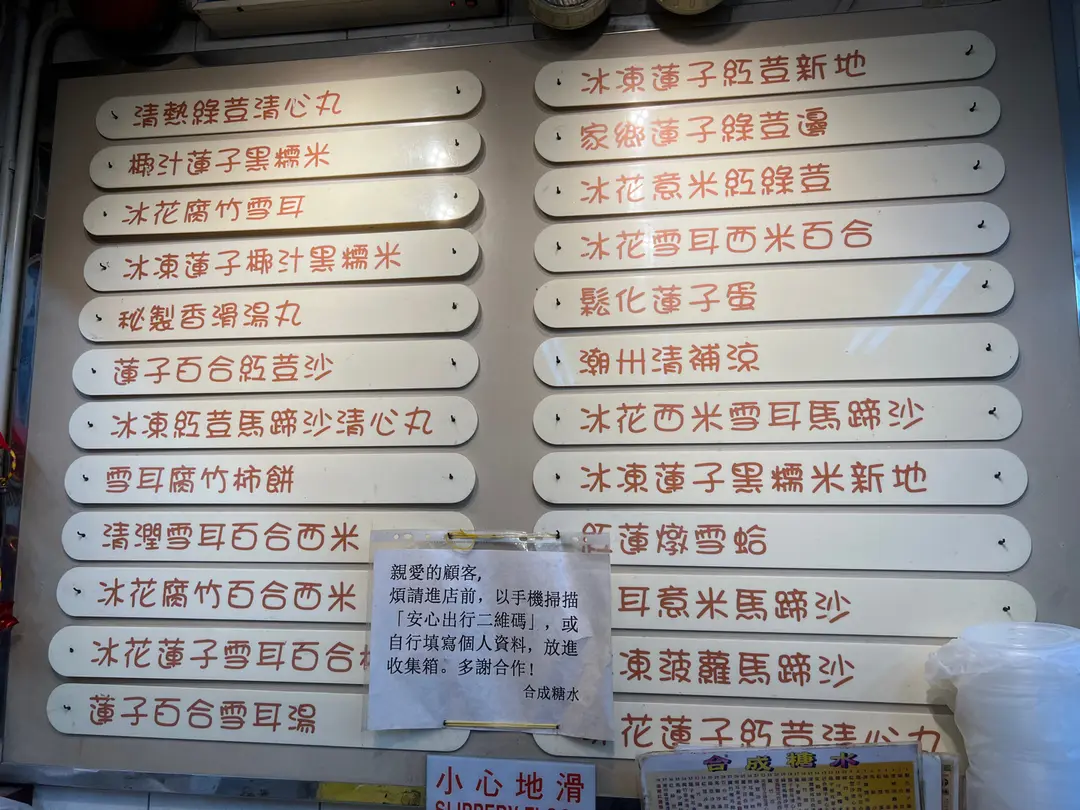 清熱綠荳清心丸
椰汁蓮子黑糯米
冰花腐竹雪耳
冰凍蓮子椰汁黑糯米
秘製香滑湯丸
蓮子百合紅荳沙
冰凍紅荳馬蹄沙清心丸
雪耳腐竹柿餅
清潤雪耳百合西米
冰花腐竹百合西米
冰花蓮子雪耳百合
蓮子百合雪耳湯
冰凍蓮子紅荳新地
家鄉蓮子綠荳邊
冰花意米紅綠荳
冰花雪耳西米百合
鬆化蓮子蛋
潮州清補涼
冰花西米雪耳馬蹄沙
冰凍蓮子黑糯米新地
紅蓮燉雪蛤
耳意米馬蹄沙
凍菠蘿馬蹄沙
花蓮子紅荳清心丸
親愛的顧客,
煩請進店前，以手機掃描
「安心出行二維碼」，或
自行填寫個人資料，放進
收集箱。多謝合作！
合成糖水
小心地滑
SLIPPERY FLOOR
合成糖水